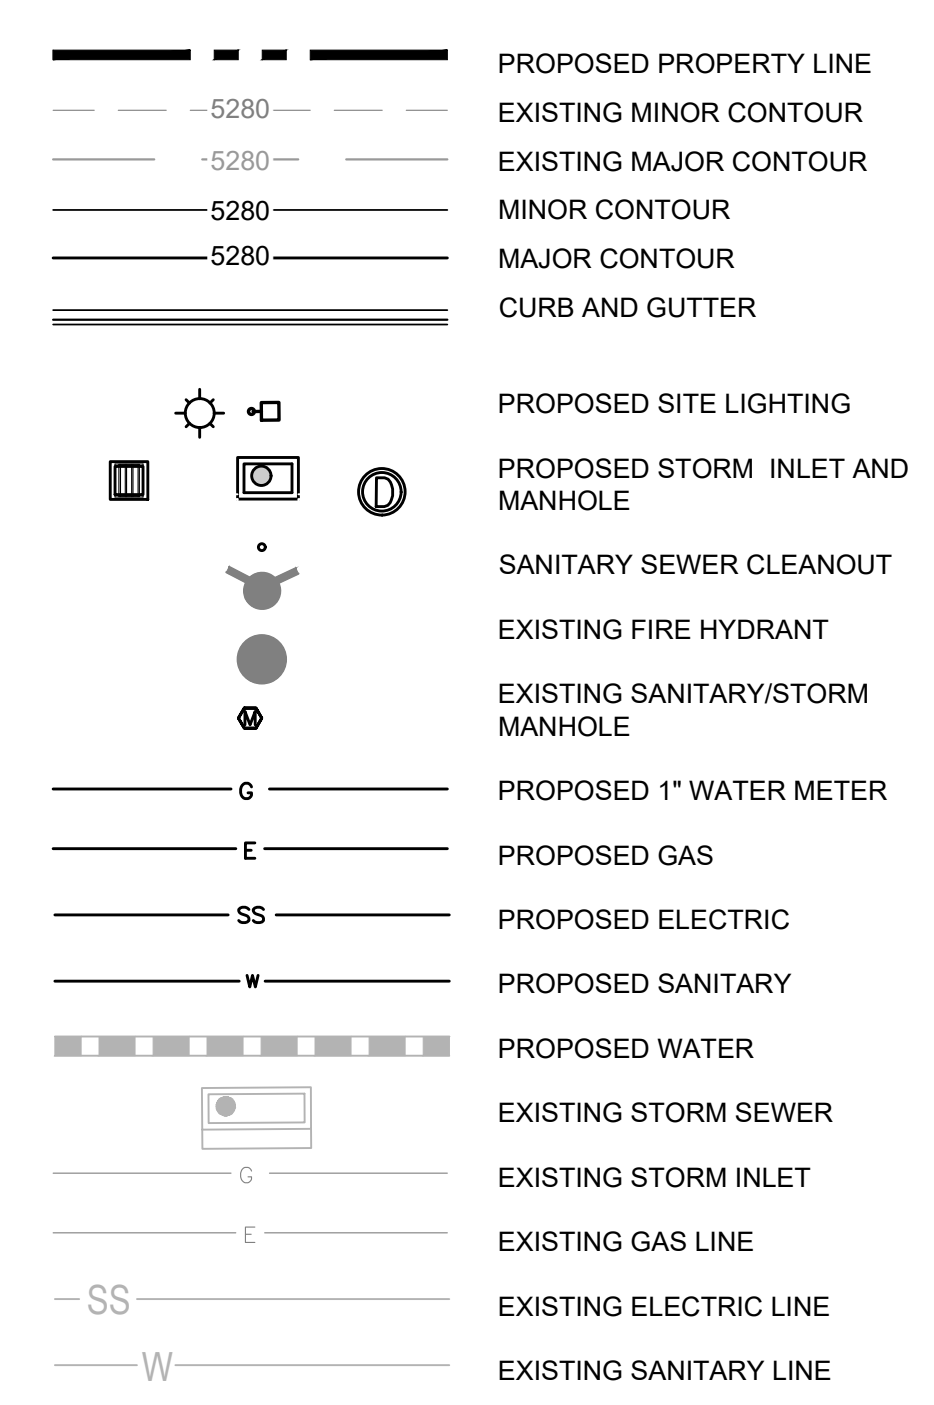 PROPOSED PROPERTY LINE
5280 EXISTING MINOR CONTOUR
5280 EXISTING MAJOR CONTOUR
5280 MINOR CONTOUR
5280 MAJOR CONTOUR
CURB AND GUTTER
PROPOSED SITE LIGHTING
PROPOSED STORM INLET AND
D MANHOLE
SANITARY SEWER CLEANOUT
EXISTING FIRE HYDRANT
EXISTING SANITARY/STORM
M MANHOLE
G PROPOSED 1" WATER METER
E PROPOSED GAS
SS PROPOSED ELECTRIC
W PROPOSED SANITARY
PROPOSED WATER
EXISTING STORM SEWER
G EXISTING STORM INLET
E EXISTING GAS LINE
SS EXISTING ELECTRIC LINE
W EXISTING SANITARY LINE